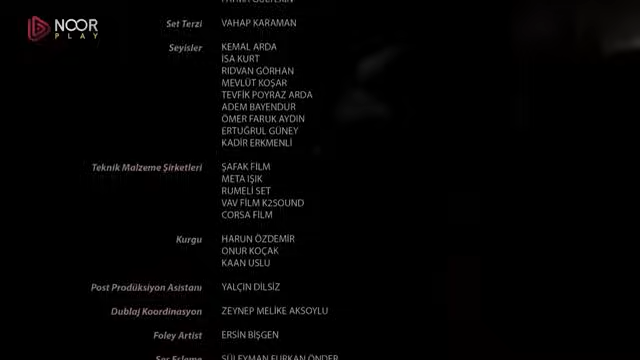 NOOR
PLAY
Set Terzi VAHAP KARAMAN
Seyisler KEMAL ARDA
İSA KURT
RIDVAN GÖRHAN
MEVLÜT KOŞAR
TEVFİK POYRAZ ARDA
ADEM BAYENDUR
ÖMER FARUK AYDIN
ERTUĞRUL GÜNEY
KADİR ERKMENLİ
Teknik Malzeme Şirketleri ŞAFAK FİLM
META IŞIK
RUMELİ SET
VAV FİLM K2SOUND
CORSA FİLM
Kurgu HARUN ÖZDEMİR
ONUR KOÇAK
KAAN USLU
Post Prodüksiyon Asistanı YALÇIN DİLSİZ
Dublaj Koordinasyon ZEYNEP MELİKE AKSOYLU
Foley Artist ERSİN BİŞGEN
Ses Eşleme SÜLEYMAN FURKAN ÖNDER